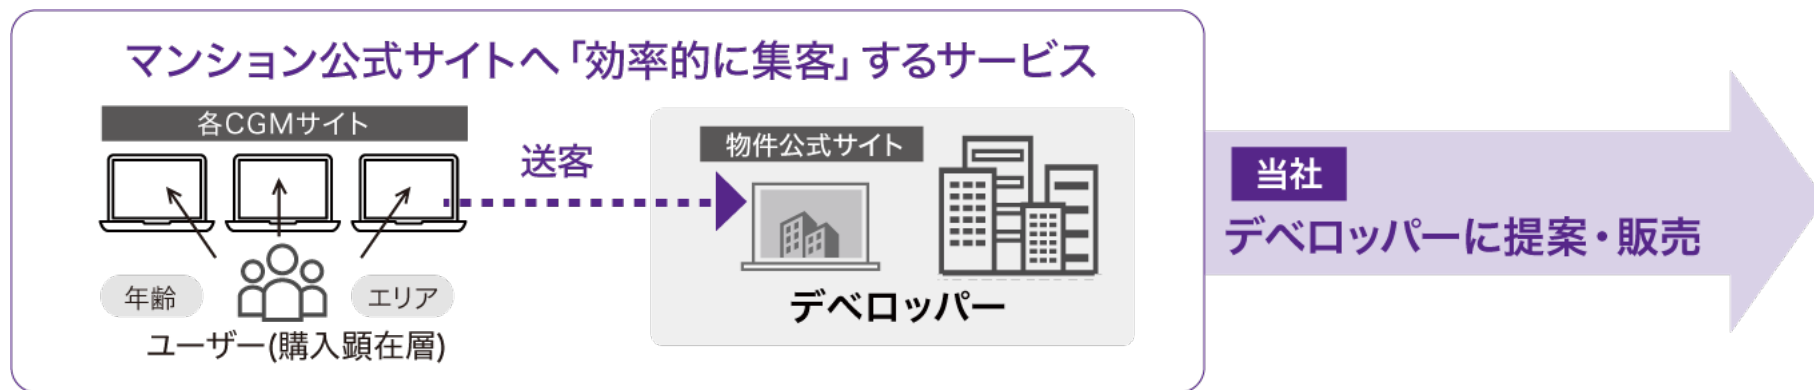 マンション公式サイトへ「効率的に集客」するサービス
各CGMサイト
送客
物件公式サイト
年齢
エリア
ユーザー(購入顕在層)
デベロッパー
当社
デベロッパーに提案・販売